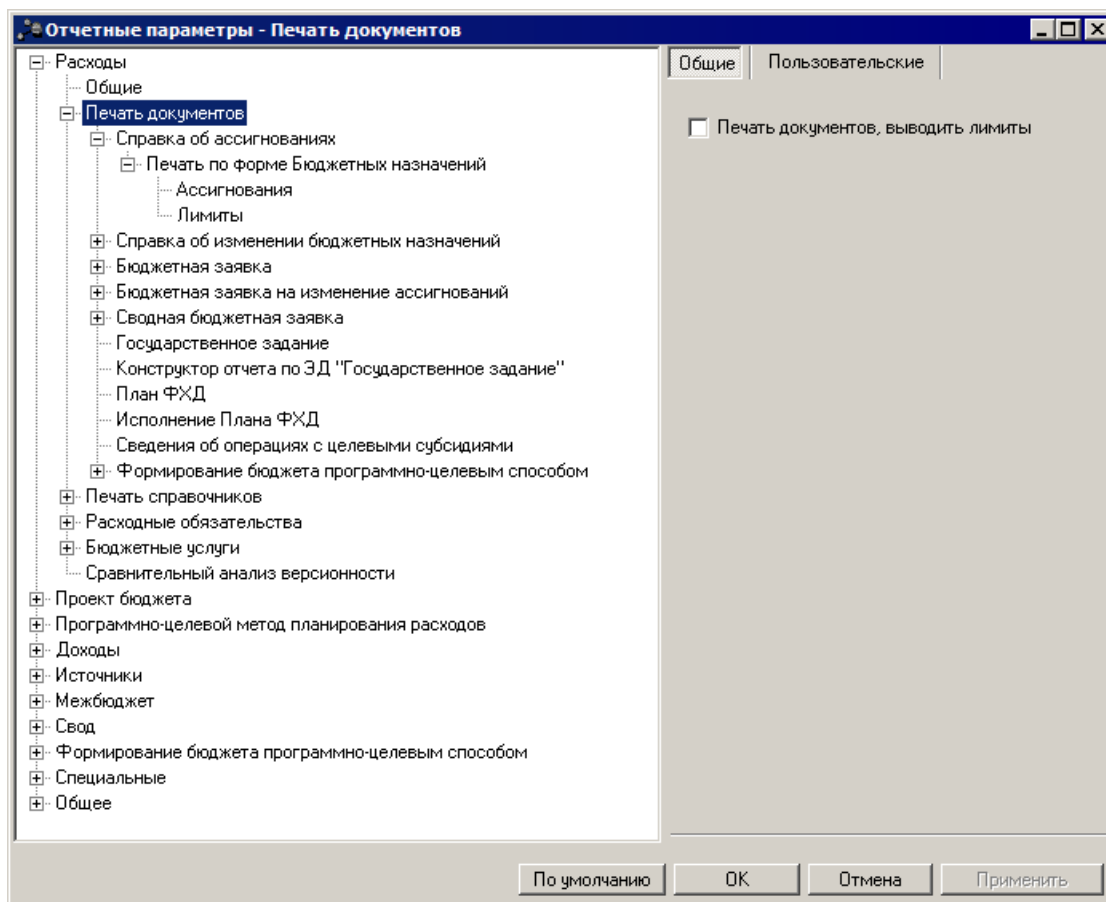 Отчетные параметры - Печать документов
Расходы
Общие
Печать документов
Справка об ассигнованиях
Печать по форме Бюджетных назначений
Ассигнования
Лимиты
Справка об изменении бюджетных назначений
Бюджетная заявка
Бюджетная заявка на изменение ассигнований
Сводная бюджетная заявка
Государственное задание
Конструктор отчета по ЭД "Государственное задание"
План ФХД
Исполнение Плана ФХД
Сведения об операциях с целевыми субсидиями
Формирование бюджета программно-целевым способом
Печать справочников
Расходные обязательства
Бюджетные услуги
Сравнительный анализ версионности
Проект бюджета
Программно-целевой метод планирования расходов
Доходы
Источники
Межбюджет
Свод
Формирование бюджета программно-целевым способом
Специальные
Общее
Общие Пользовательские
Печать документов, выводить лимиты
По умолчанию OK Отмена Применить